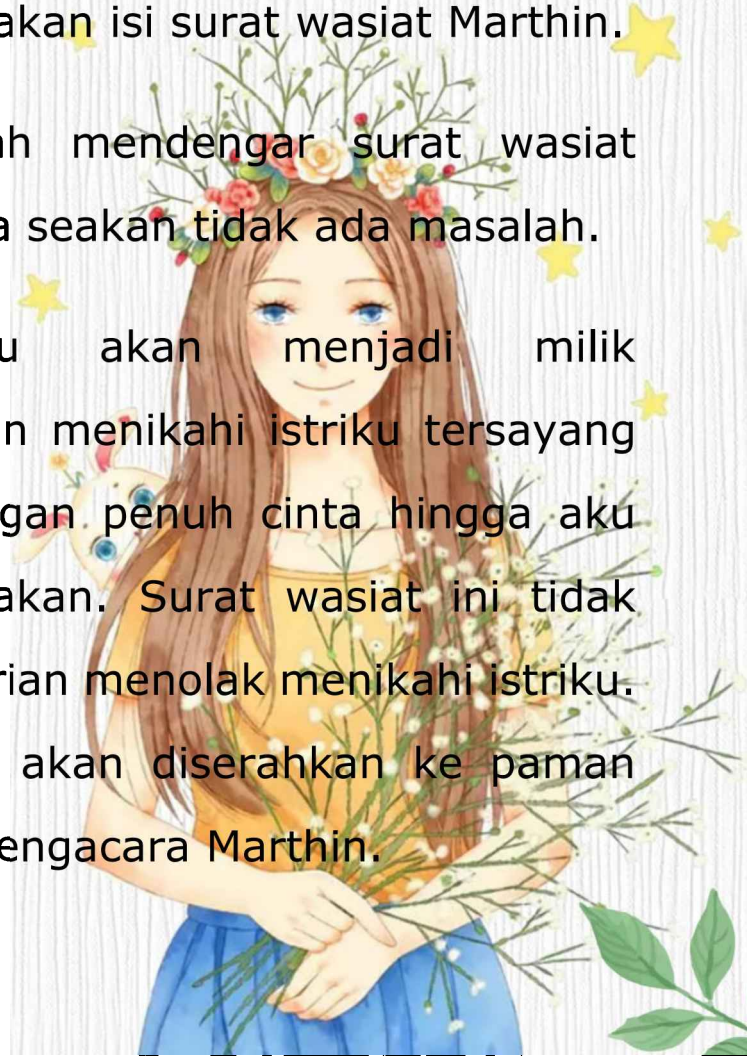 akan isi surat wasiat Marthin.
ah mendengar surat wasiat
a seakan tidak ada masalah.
u akan menjadi milik
n menikahi istriku tersayang
gan penuh cinta hingga aku
akan. Surat wasiat ini tidak
rian menolak menikahi istriku.
akan diserahkan ke paman
engacara Marthin.